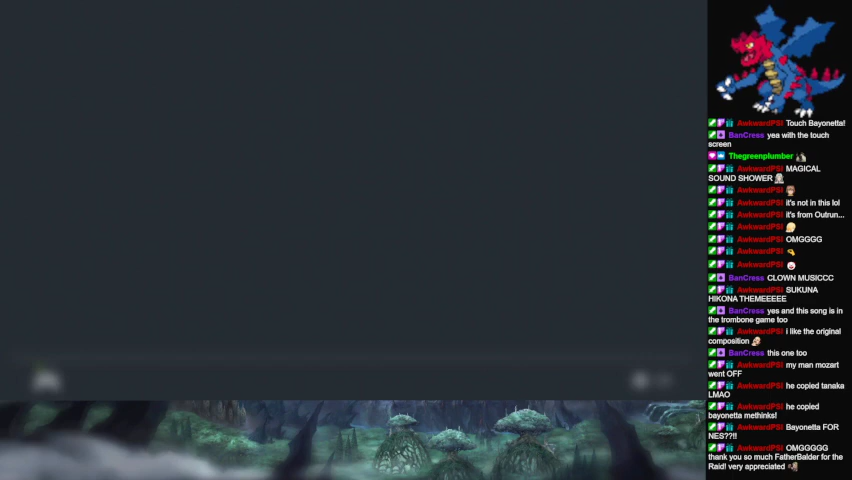 AwkwardPSI Touch Bayonetta!
BanCress yea with the touch
screen
Thegreenplumber
AwkwardPSI MAGICAL
SOUND SHOWER
AwkwardPSI
AwkwardPSI it's not in this lol
AwkwardPSI it's from Outrun...
AwkwardPSI
AwkwardPSI OMGGGG
AwkwardPSI
AwkwardPSI
BanCress CLOWN MUSICCC
AwkwardPSI SUKUNA
HIKONA THEMEEEEE
BanCress yes and this song is in
the trombone game too
AwkwardPSI i like the original
composition
BanCress this one too
AwkwardPSI my man mozart
went OFF
AwkwardPSI he copied tanaka
LMAO
AwkwardPSI he copied
bayonetta methinks!
AwkwardPSI Bayonetta FOR
NES??!!
AwkwardPSI OMGGGGG
thank you so much FatherBalder for the
Raid! very appreciated